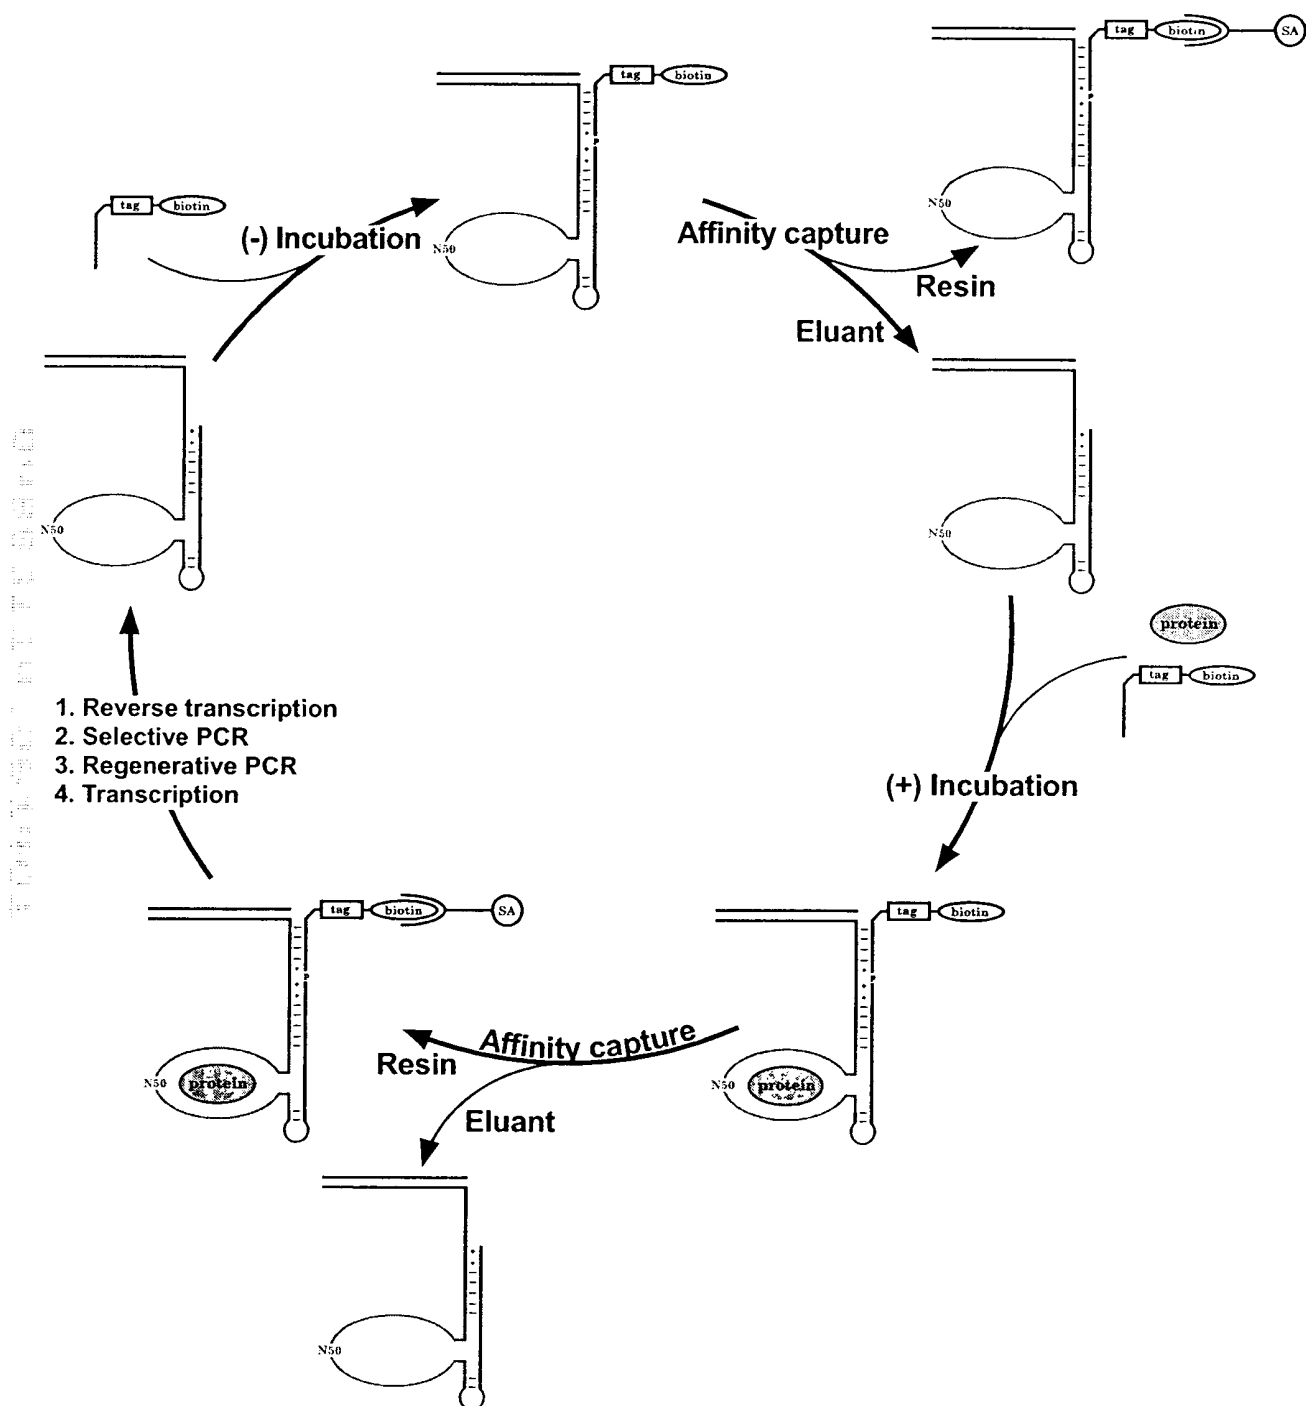 tag biotin SA
tag biotin
N50
tag biotin
(-) Incubation
N50
Affinity capture
Resin
Eluant
N50
N50
protein
tag biotin
1. Reverse transcription
2. Selective PCR
3. Regenerative PCR
4. Transcription
(+) Incubation
tag biotin SA
P
N50 protein
tag biotin
P
N50 protein
Affinity capture
Resin
Eluant
N50